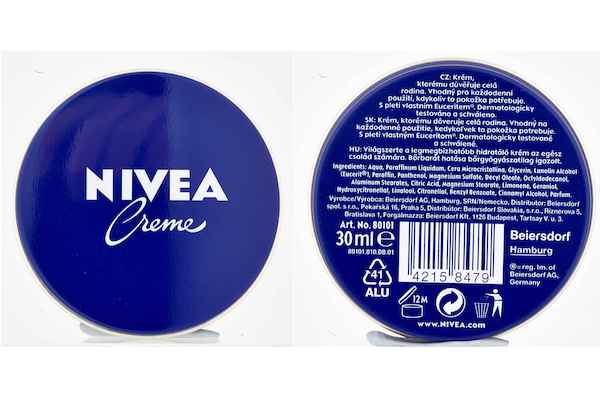 NIVEA
Creme
CZ: Krém,
kterému důvěřuje celá
rodina. Vhodný pro každodenní
použití, kdykoliv to pokožka potřebuje.
S pletí vlastním Euceritem®. Dermatologicky
testováno a schváleno.
SK: Krém, ktorému dôveruje celá rodina. Vhodný na
každodenné použitie, kedykoľvek to pokožka potrebuje.
S pleti vlastným Euceritom®. Dermatologicky testované
a schválené.
HU: Világszerte a legmegbízhatóbb hidratáló krém az egész
család számára. Bőrbarát hatása bőrgyógyászatilag igazolt.
Ingredients: Aqua, Paraffinum Liquidum, Cera Microcristallina, Glycerin, Lanolin Alcohol
(Eucerit®), Paraffin, Panthenol, Magnesium Sulfate, Decyl Oleate, Octyldodecanol,
Aluminum Stearates, Citric Acid, Magnesium Stearate, Limonene, Geraniol,
Hydroxycitronellal, Linalool, Citronellol, Benzyl Benzoate, Cinnamyl Alcohol, Parfum.
Výrobce/Výrobca: Beiersdorf AG, Hamburg, SRN/Nemecko, Distributor: Beiersdorf
spol. s r.o., Pekařská 16, Praha 5, Distributor: Beiersdorf Slovakia, s.r.o., Riznerova 5,
Bratislava 1, Forgalmazza: Beiersdorf Kft. 1126 Budapest, Tartsay V. u. 3.
Art. No. 80101
30 ml e
80101.810.08.01
4215 8479
Beiersdorf
Hamburg
®= reg. tm. of
Beiersdorf AG,
Germany
41
ALU
12M
www.NIVEA.com